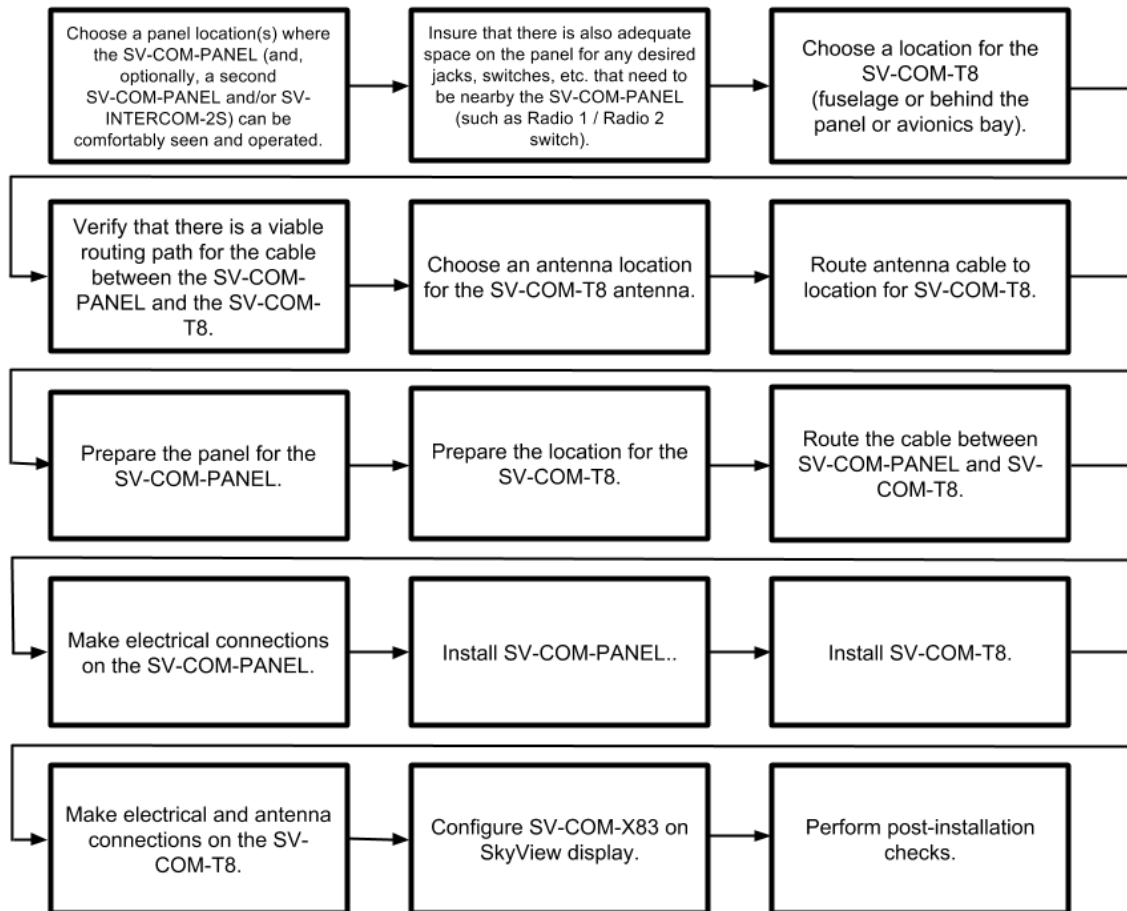 Choose a panel location(s) where
the SV-COM-PANEL (and,
optionally, a second
SV-COM-PANEL and/or SV-
INTERCOM-2S) can be
comfortably seen and operated.
Insure that there is also adequate
space on the panel for any desired
jacks, switches, etc. that need to
be nearby the SV-COM-PANEL
(such as Radio 1 / Radio 2
switch).
Choose a location for the
SV-COM-T8
(fuselage or behind the
panel or avionics bay).
Verify that there is a viable
routing path for the cable
between the SV-COM-
PANEL and the SV-COM-
T8.
Choose an antenna location
for the SV-COM-T8 antenna.
Route antenna cable to
location for SV-COM-T8.
Prepare the panel for the
SV-COM-PANEL.
Prepare the location for the
SV-COM-T8.
Route the cable between
SV-COM-PANEL and SV-
COM-T8.
Make electrical connections
on the SV-COM-PANEL.
Install SV-COM-PANEL..
Install SV-COM-T8.
Make electrical and antenna
connections on the SV-
COM-T8.
Configure SV-COM-X83 on
SkyView display.
Perform post-installation
checks.